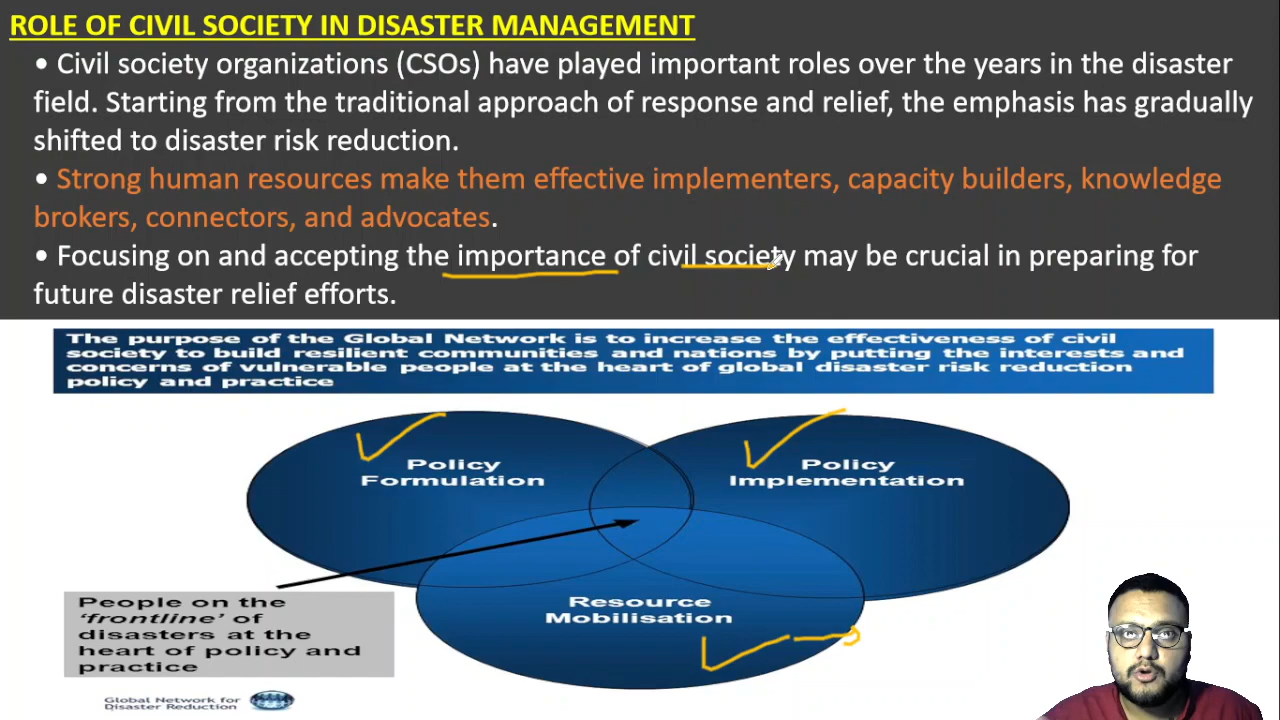 ROLE OF CIVIL SOCIETY IN DISASTER MANAGEMENT
• Civil society organizations (CSOs) have played important roles over the years in the disaster
field. Starting from the traditional approach of response and relief, the emphasis has gradually
shifted to disaster risk reduction.
• Strong human resources make them effective implementers, capacity builders, knowledge
brokers, connectors, and advocates.
• Focusing on and accepting the importance of civil society may be crucial in preparing for
future disaster relief efforts.
The purpose of the Global Network is to increase the effectiveness of civil
society to build resilient communities and nations by putting the interests and
concerns of vulnerable people at the heart of global disaster risk reduction
policy and practice
Policy
Formulation
Policy
Implementation
Resource
Mobilisation
People on the
‘frontline’ of
disasters at the
heart of policy and
practice
Global Network for
Disaster Reduction